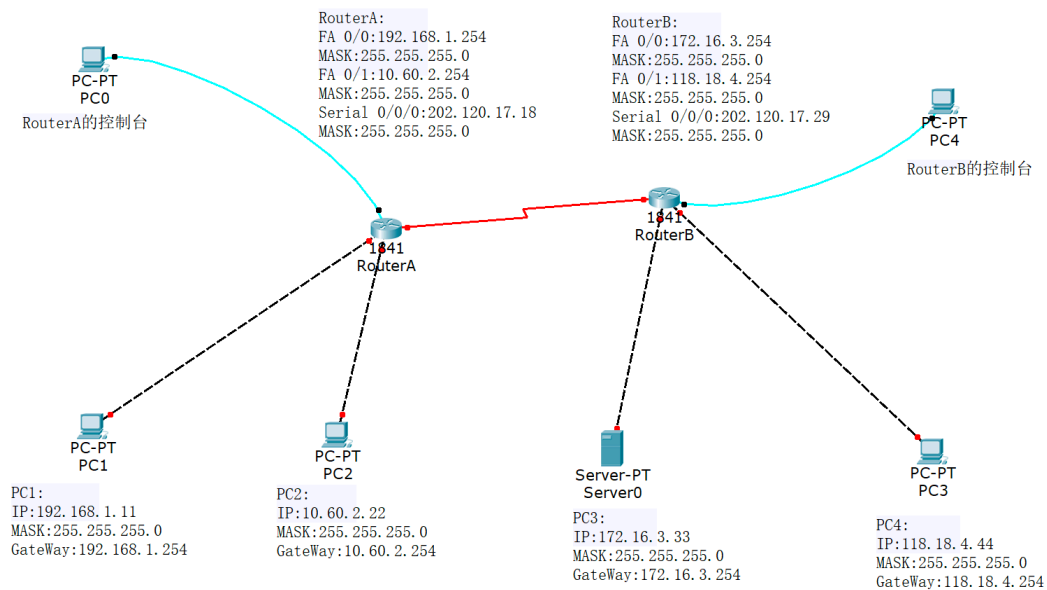 RouterA:
FA 0/0:192.168.1.254
MASK:255.255.255.0
FA 0/1:10.60.2.254
MASK:255.255.255.0
Serial 0/0/0:202.120.17.18
MASK:255.255.255.0
RouterB:
FA 0/0:172.16.3.254
MASK:255.255.255.0
FA 0/1:118.18.4.254
MASK:255.255.255.0
Serial 0/0/0:202.120.17.29
MASK:255.255.255.0
PC-PT
PC0
RouterA的控制台
PC-PT
PC4
RouterB的控制台
1841
RouterA
1841
RouterB
PC-PT
PC1
PC-PT
PC2
Server-PT
Server0
PC-PT
PC3
PC1:
IP:192.168.1.11
MASK:255.255.255.0
GateWay:192.168.1.254
PC2:
IP:10.60.2.22
MASK:255.255.255.0
GateWay:10.60.2.254
PC3:
IP:172.16.3.33
MASK:255.255.255.0
GateWay:172.16.3.254
PC4:
IP:118.18.4.44
MASK:255.255.255.0
GateWay:118.18.4.254